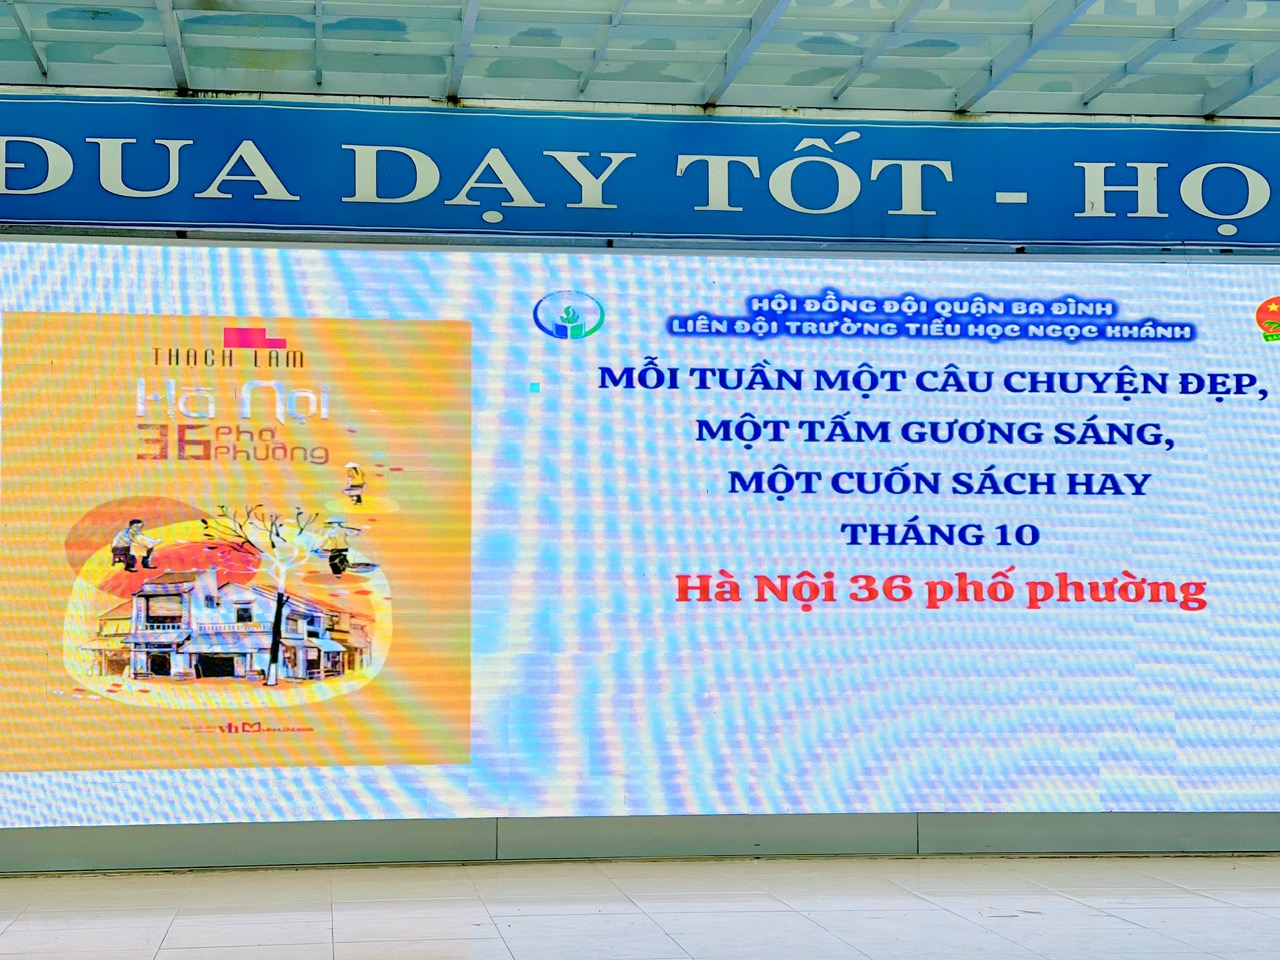 ĐUA DẠY TỐT - HỌ
THẠCH LAM
Hà Nội
36 Phố
Phường
HỘI ĐỒNG ĐỘI QUẬN BA ĐÌNH
LIÊN ĐỘI TRƯỜNG TIỂU HỌC NGỌC KHÁNH
MỖI TUẦN MỘT CÂU CHUYỆN ĐẸP,
MỘT TẤM GƯƠNG SÁNG,
MỘT CUỐN SÁCH HAY
THÁNG 10
Hà Nội 36 phố phường